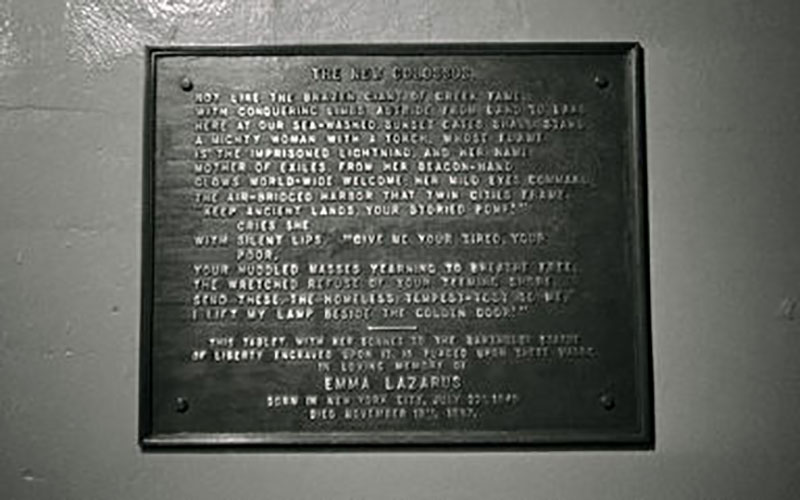 THE NEW COLOSSUS.
NOT LIKE THE BRAZEN GIANT OF GREEK FAME,
WITH CONQUERING LIMBS ASTRIDE FROM LAND TO LAND
HERE AT OUR SEA-WASHED, SUNSET GATES SHALL STAND
A MIGHTY WOMAN WITH A TORCH, WHOSE FLAME
IS THE IMPRISONED LIGHTNING, AND HER NAME
MOTHER OF EXILES. FROM HER BEACON-HAND
GLOWS WORLD-WIDE WELCOME; HER MILD EYES COMMAND
THE AIR-BRIDGED HARBOR THAT TWIN CITIES FRAME.
"KEEP ANCIENT LANDS, YOUR STORIED POMP!"
CRIES SHE
WITH SILENT LIPS. "GIVE ME YOUR TIRED, YOUR
POOR,
YOUR HUDDLED MASSES YEARNING TO BREATHE FREE,
THE WRETCHED REFUSE OF YOUR TEEMING SHORE.
SEND THESE, THE HOMELESS, TEMPEST-TOST TO ME,
I LIFT MY LAMP BESIDE THE GOLDEN DOOR!"
THIS TABLET, WITH HER SONNET TO THE BARTHOLDI STATUE
OF LIBERTY ENGRAVED UPON IT, IS PLACED UPON THESE WALLS
IN LOVING MEMORY OF
EMMA LAZARUS
BORN IN NEW YORK CITY, JULY 22D, 1849
DIED NOVEMBER 19TH, 1887.